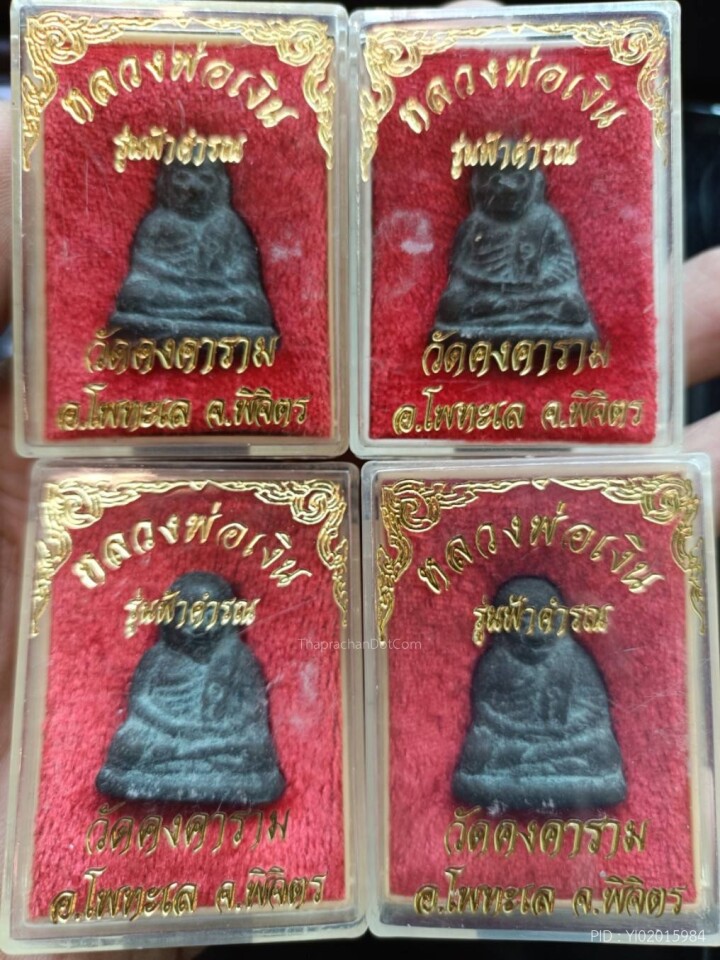 หลวงพ่อเงิน
รุ่นฟ้าคำรณ
วัดคงคาราม
อ.โพทะเล จ.พิจิตร
หลวงพ่อเงิน
รุ่นฟ้าคำรณ
วัดคงคาราม
อ.โพทะเล จ.พิจิตร
หลวงพ่อเงิน
รุ่นฟ้าคำรณ
วัดคงคาราม
อ.โพทะเล จ.พิจิตร
หลวงพ่อเงิน
รุ่นฟ้าคำรณ
วัดคงคาราม
อ.โพทะเล จ.พิจิตร
ThaprachanDotCom
PID : YI02015984